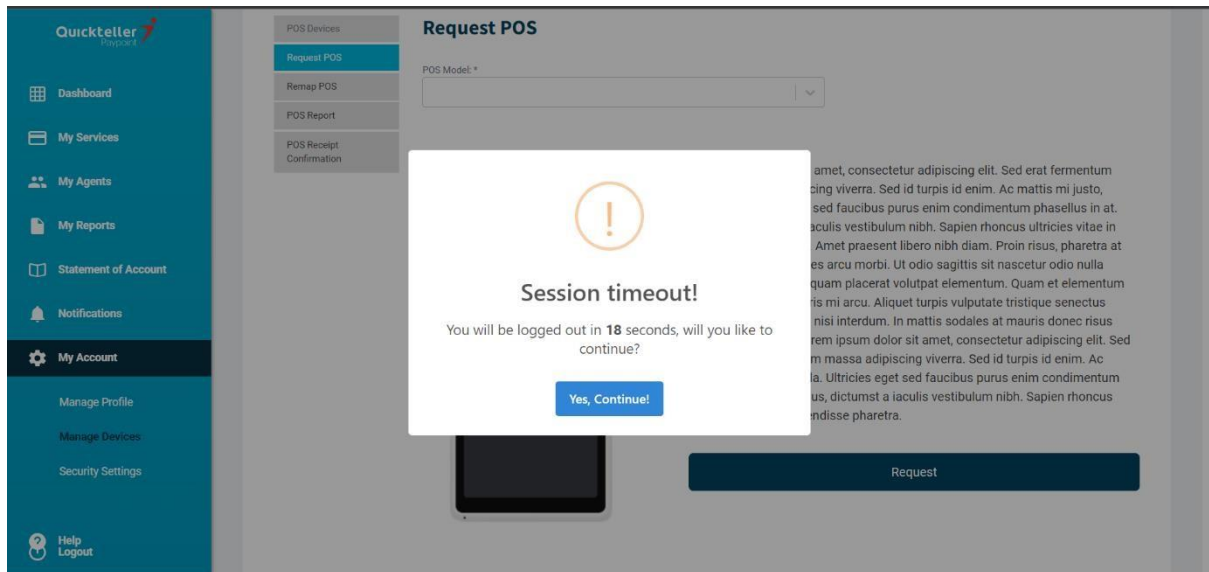 Quickteller
Paypoint
Dashboard
My Services
My Agents
My Reports
Statement of Account
Notifications
My Account
Manage Profile
Manage Devices
Security Settings
Help
Logout
POS Devices
Request POS
Remap POS
POS Report
POS Receipt
Confirmation
Request POS
POS Model: *
amet, consectetur adipiscing elit. Sed erat fermentum
cing viverra. Sed id turpis id enim. Ac mattis mi justo,
sed faucibus purus enim condimentum phasellus in at.
aculis vestibulum nibh. Sapien rhoncus ultricies vitae in
Amet praesent libero nibh diam. Proin risus, pharetra at
es arcu morbi. Ut odio sagittis sit nascetur odio nulla
quam placerat volutpat elementum. Quam et elementum
ris mi arcu. Aliquet turpis vulputate tristique senectus
nisi interdum. In mattis sodales at mauris donec risus
rem ipsum dolor sit amet, consectetur adipiscing elit. Sed
m massa adipiscing viverra. Sed id turpis id enim. Ac
la. Ultricies eget sed faucibus purus enim condimentum
us, dictumst a iaculis vestibulum nibh. Sapien rhoncus
endisse pharetra.
Request
!
Session timeout!
You will be logged out in 18 seconds, will you like to
continue?
Yes, Continue!